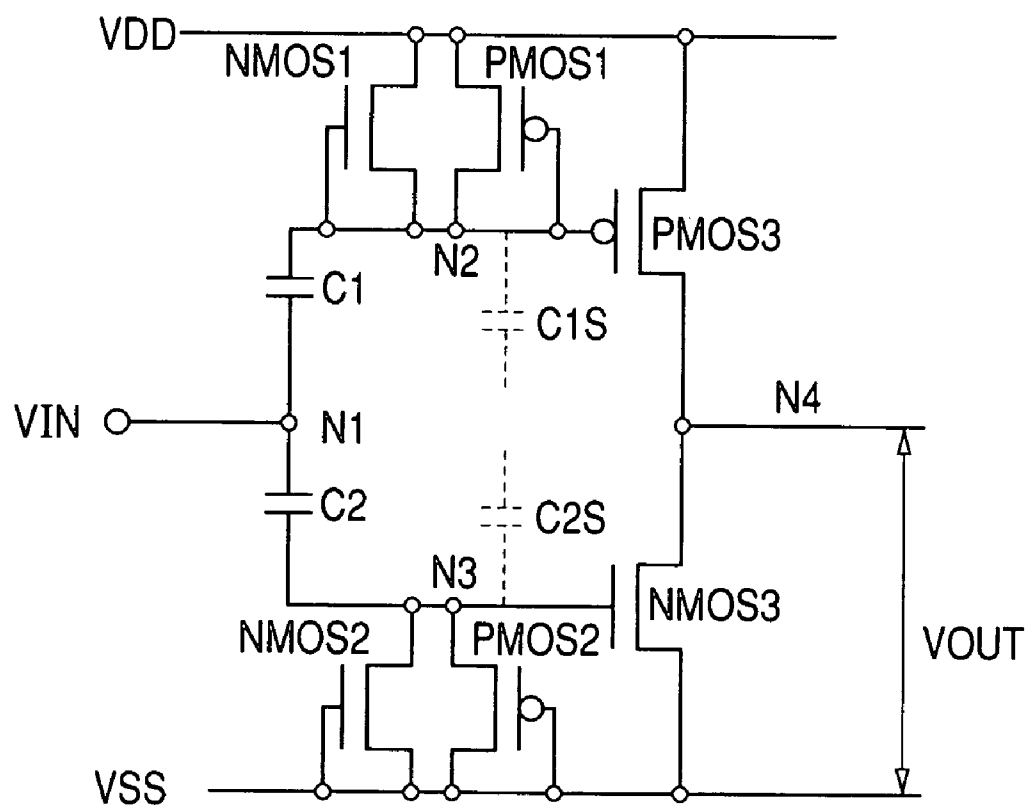 VDD
NMOS1
PMOS1
PMOS3
N2
C1
C1S
N4
VIN
N1
C2
C2S
N3
NMOS3
NMOS2
PMOS2
VOUT
VSS